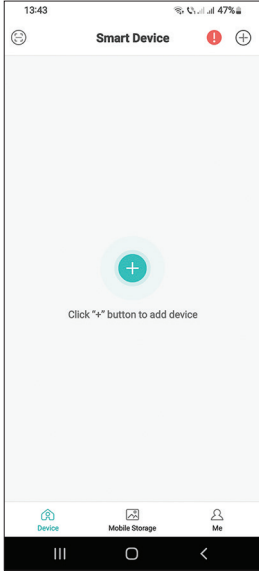 13:43
47%
Smart Device
Click "+" button to add device
Device
Mobile Storage
Me